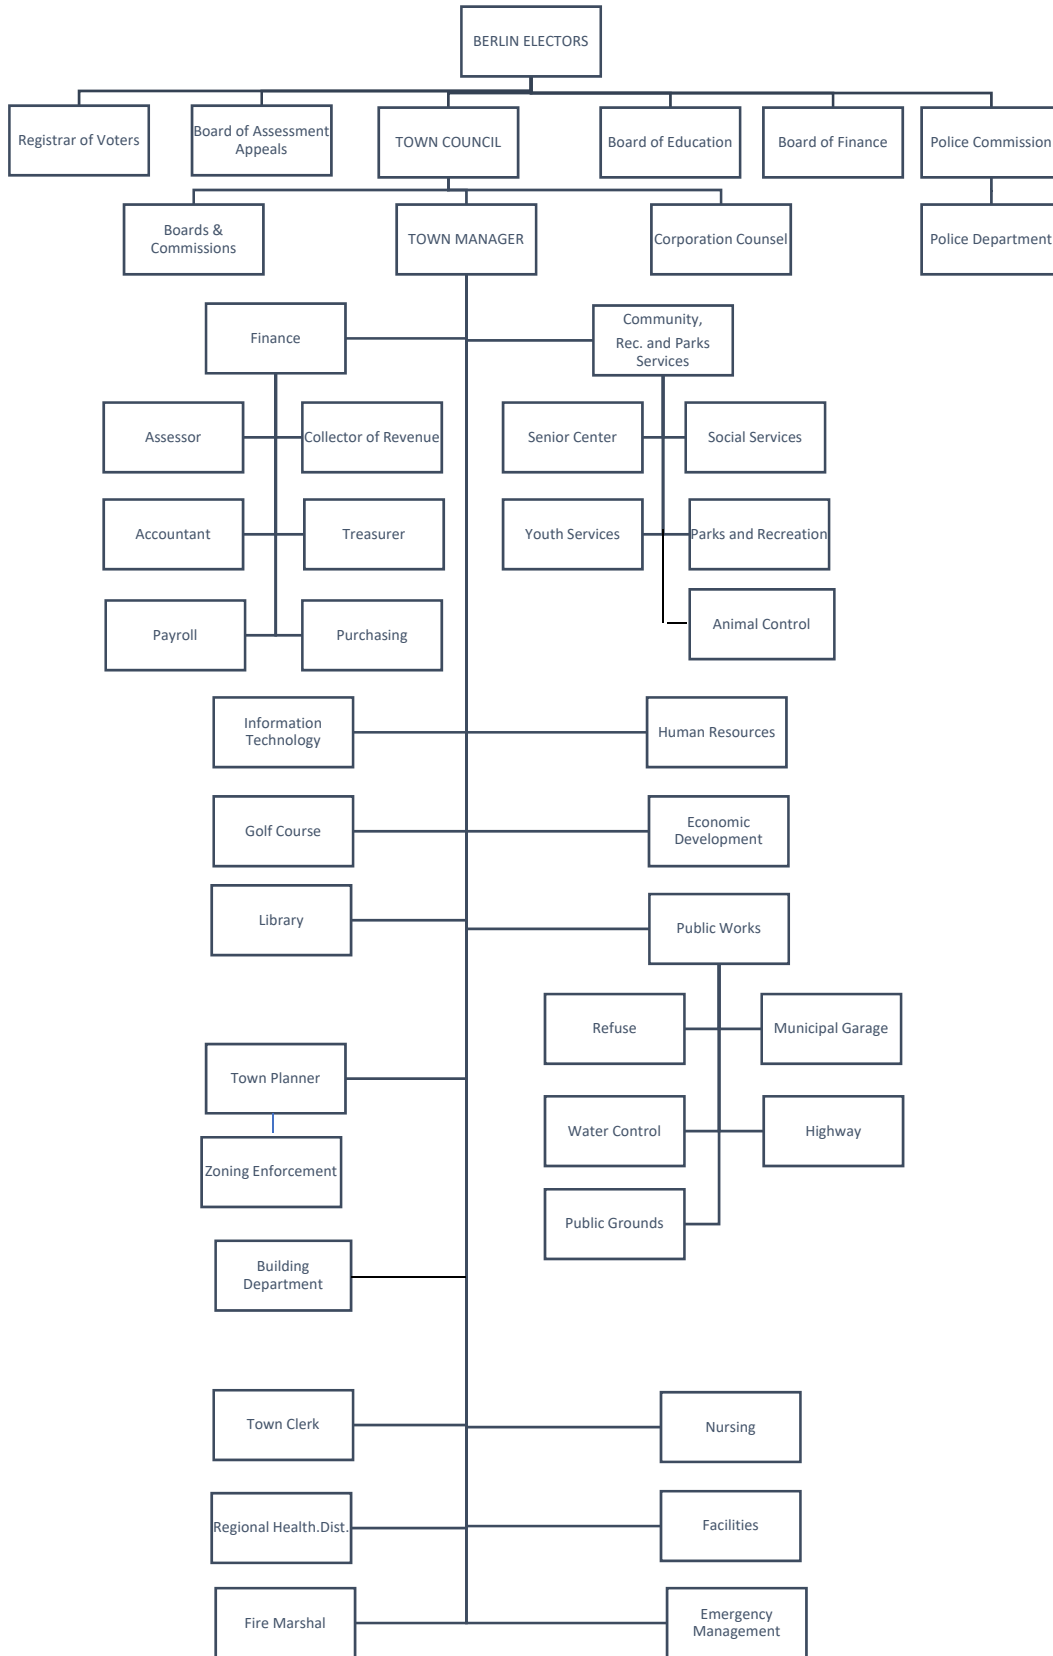 BERLIN ELECTORS
Registrar of Voters
Board of Assessment
Appeals
TOWN COUNCIL
Board of Education
Board of Finance
Police Commission
Boards &
Commissions
TOWN MANAGER
Corporation Counsel
Police Department
Finance
Community,
Rec. and Parks
Services
Assessor
Collector of Revenue
Senior Center
Social Services
Accountant
Treasurer
Youth Services
Parks and Recreation
Payroll
Purchasing
Animal Control
Information
Technology
Human Resources
Golf Course
Economic
Development
Library
Public Works
Refuse
Municipal Garage
Town Planner
Water Control
Highway
Zoning Enforcement
Public Grounds
Building
Department
Town Clerk
Nursing
Regional Health.Dist.
Facilities
Fire Marshal
Emergency
Management